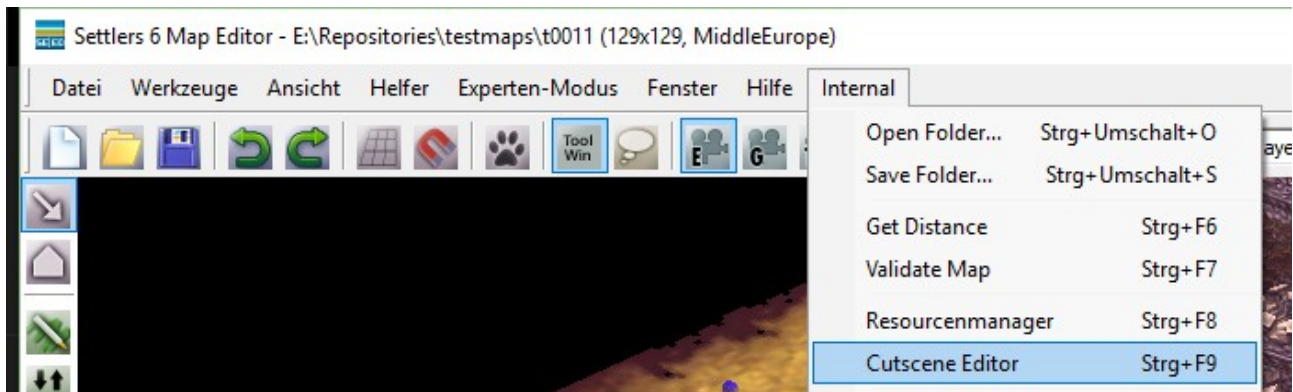 Settlers 6 Map Editor - E:\Repositories\testmaps\t0011 (129x129, MiddleEurope)
Datei Werkzeuge Ansicht Helfer Experten-Modus Fenster Hilfe Internal
Tool
Win
E G
Open Folder... Strg+Umschalt+O
Save Folder... Strg+Umschalt+S
Get Distance Strg+F6
Validate Map Strg+F7
Resourcenmanager Strg+F8
Cutscene Editor Strg+F9